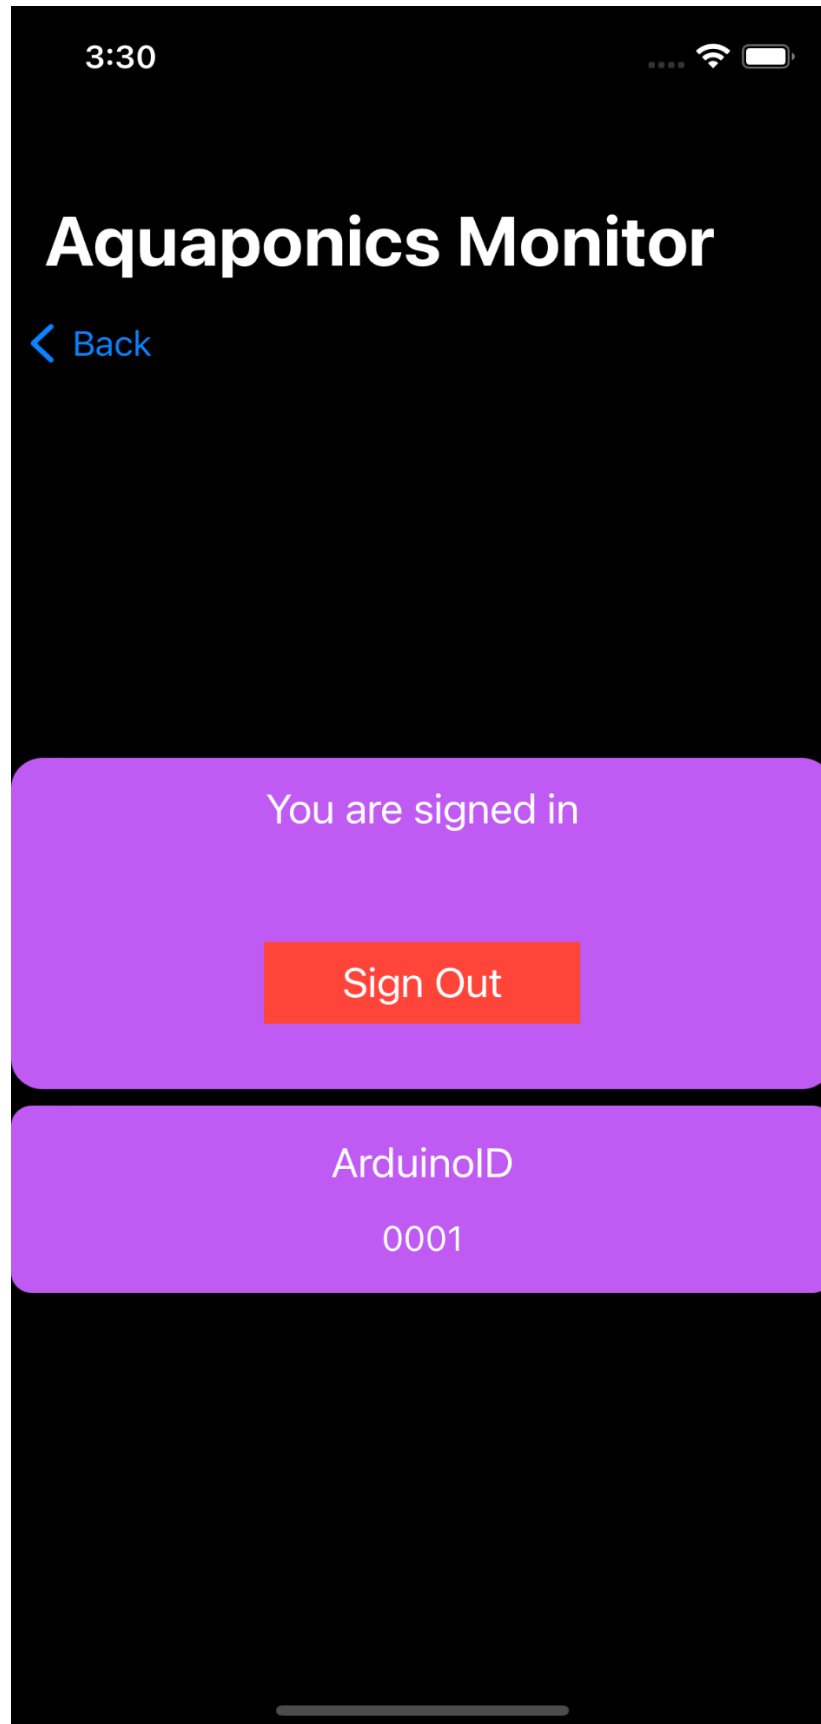 3:30
Aquaponics Monitor
Back
You are signed in
Sign Out
ArduinoID
0001